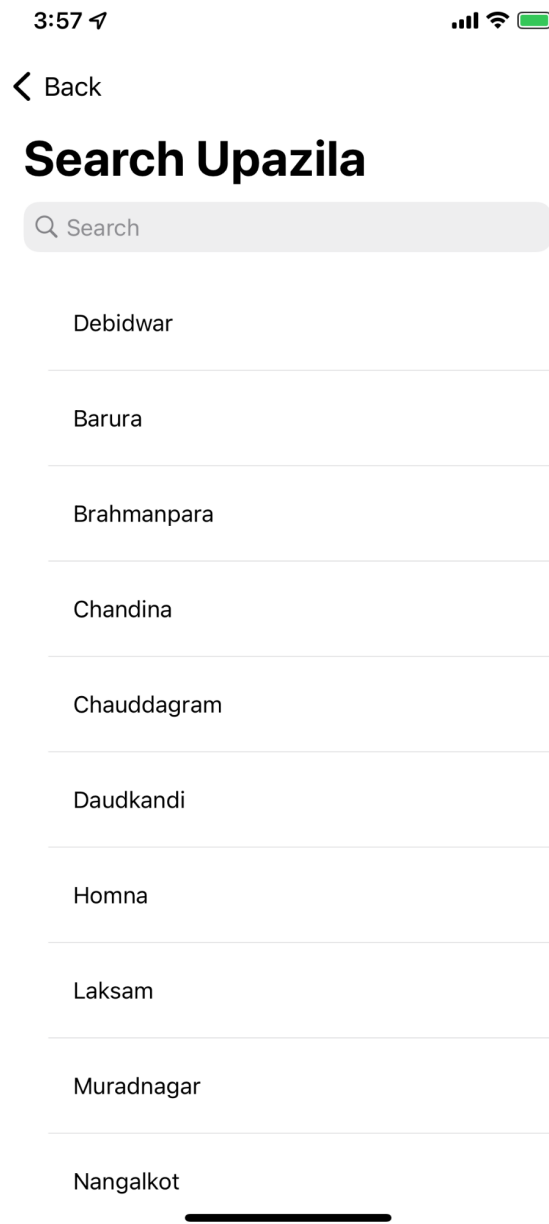 3:57
Back
Search Upazila
Search
Debidwar
Barura
Brahmanpara
Chandina
Chauddagram
Daudkandi
Homna
Laksam
Muradnagar
Nangalkot